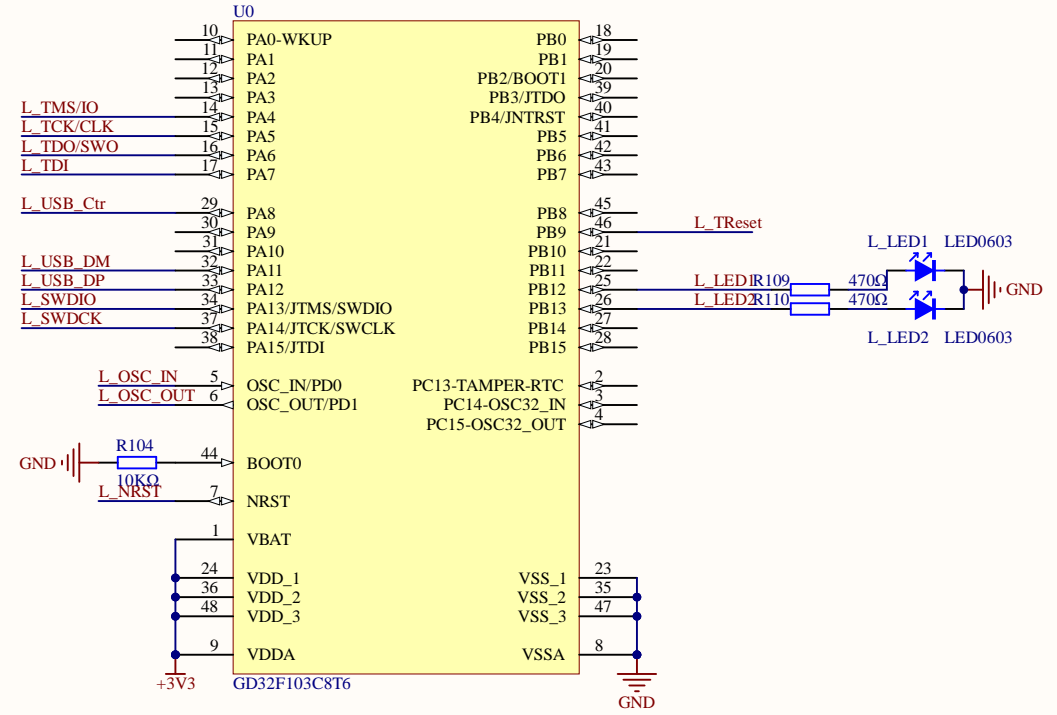 U0
10 PA0-WKUP PB0 18
11 PA1 PB1 19
12 PA2 PB2/BOOT1 20
13 PA3 PB3/JTDO 39
L_TMS/IO 14 PA4 PB4/JNTRST 40
L_TCK/CLK 15 PA5 PB5 41
L_TDO/SWO 16 PA6 PB6 42
L_TDI 17 PA7 PB7 43
L_USB_Ctr 29 PA8 PB8 45
30 PA9 PB9 46 L_TReset
31 PA10 PB10 21
L_USB_DM 32 PA11 PB11 22
L_USB_DP 33 PA12 PB12 25 L_LED1 R109 470Ω L_LED1 LED0603
L_SWDIO 34 PA13/JTMS/SWDIO PB13 26 L_LED2 R110 470Ω GND
L_SWDCK 37 PA14/JTCK/SWCLK PB14 27 L_LED2 LED0603
38 PA15/JTDI PB15 28
L_OSC_IN 5 OSC_IN/PD0 PC13-TAMPER-RTC 2
L_OSC_OUT 6 OSC_OUT/PD1 PC14-OSC32_IN 3
PC15-OSC32_OUT 4
R104
GND 44 BOOT0
10KΩ
L_NRST 7 NRST
1 VBAT
24 VDD_1 VSS_1 23
36 VDD_2 VSS_2 35
48 VDD_3 VSS_3 47
9 VDDA VSSA 8
+3V3 GD32F103C8T6 GND